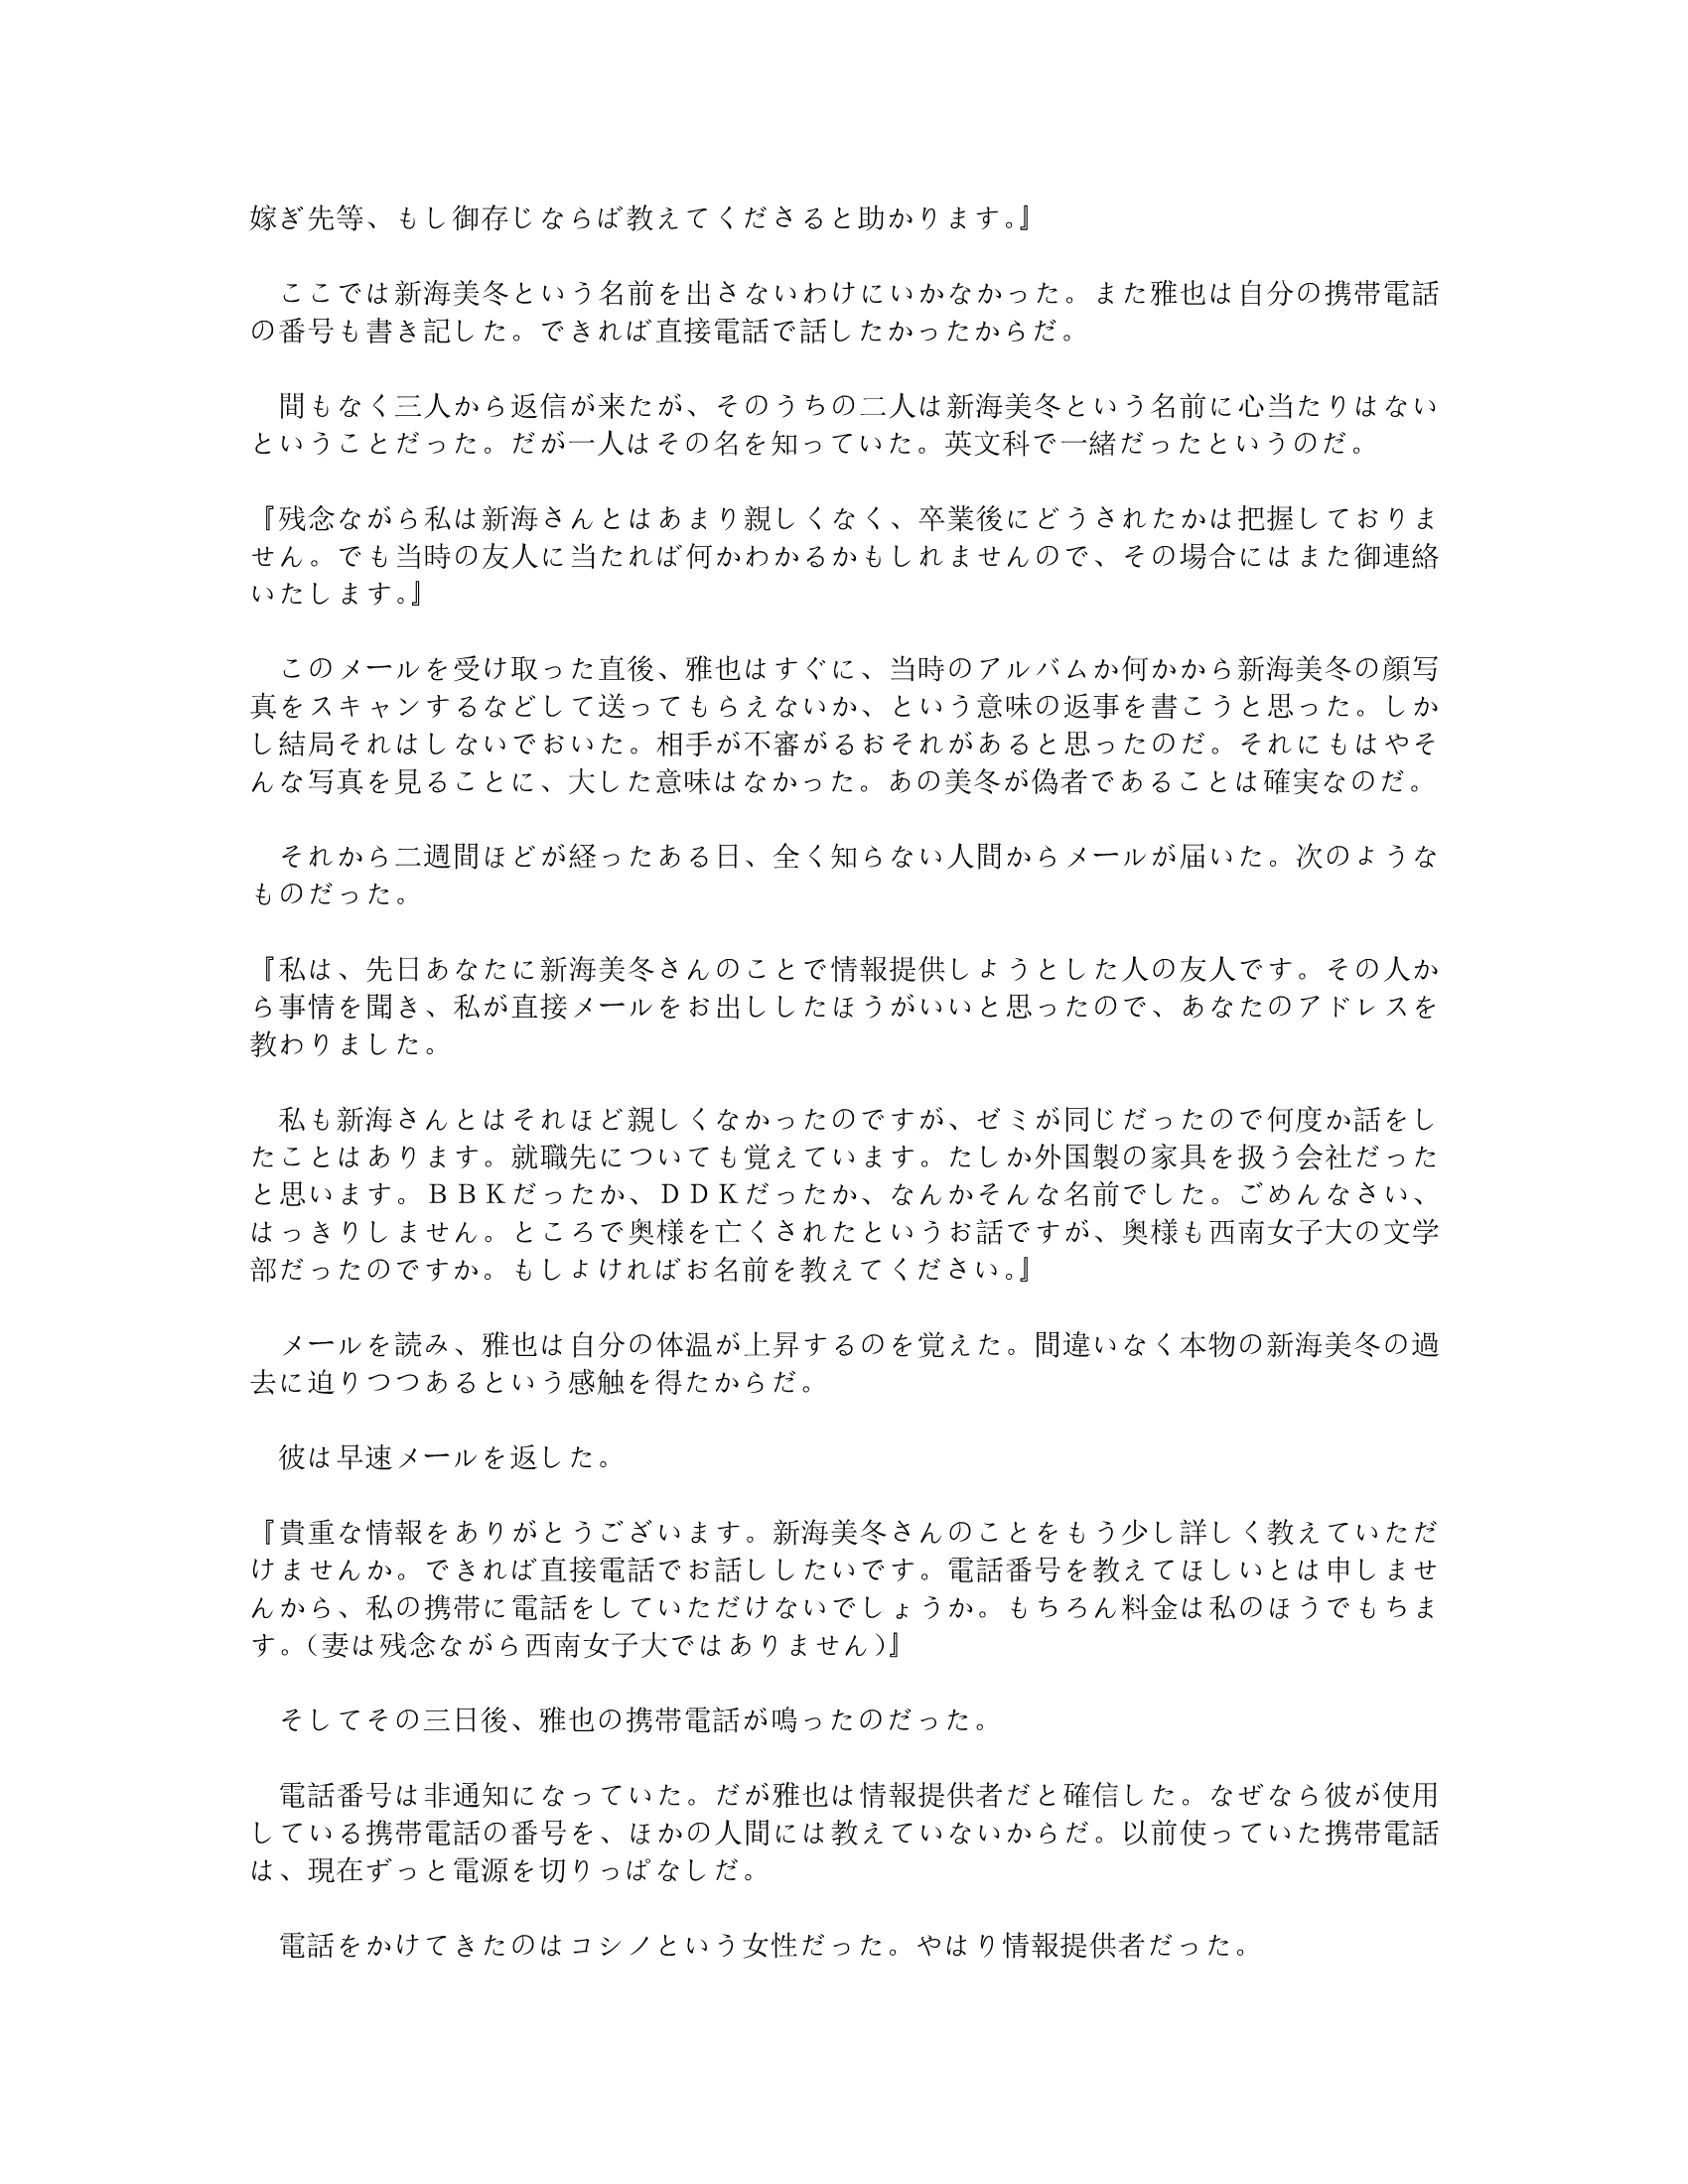 嫁ぎ先等、もし御存じならば教えてくださると助かります。』
　ここでは新海美冬という名前を出さないわけにいかなかった。また雅也は自分の携帯電話
の番号も書き記した。できれば直接電話で話したかったからだ。
　間もなく三人から返信が来たが、そのうちの二人は新海美冬という名前に心当たりはない
ということだった。だが一人はその名を知っていた。英文科で一緒だったというのだ。
『残念ながら私は新海さんとはあまり親しくなく、卒業後にどうされたかは把握しておりま
せん。でも当時の友人に当たれば何かわかるかもしれませんので、その場合にはまた御連絡
いたします。』
　このメールを受け取った直後、雅也はすぐに、当時のアルバムか何かから新海美冬の顔写
真をスキャンするなどして送ってもらえないか、という意味の返事を書こうと思った。しか
し結局それはしないでおいた。相手が不審がるおそれがあると思ったのだ。それにもはやそ
んな写真を見ることに、大した意味はなかった。あの美冬が偽者であることは確実なのだ。
　それから二週間ほどが経ったある日、全く知らない人間からメールが届いた。次のような
ものだった。
『私は、先日あなたに新海美冬さんのことで情報提供しょうとした人の友人です。その人か
ら事情を聞き、私が直接メールをお出ししたほうがいいと思ったので、あなたのアドレスを
教わりました。
　私も新海さんとはそれほど親しくなかったのですが、ゼミが同じだったので何度か話をし
たことはあります。就職先についても覚えています。たしか外国製の家具を扱う会社だった
と思います。ＢＢＫだったか、ＤＤＫだったか、なんかそんな名前でした。ごめんなさい、
はっきりしません。ところで奥様を亡くされたというお話ですが、奥様も西南女子大の文学
部だったのですか。もしよければお名前を教えてください。』
　メールを読み、雅也は自分の体温が上昇するのを覚えた。間違いなく本物の新海美冬の過
去に迫りつつあるという感触を得たからだ。
　彼は早速メールを返した。
『貴重な情報をありがとうございます。新海美冬さんのことをもう少し詳しく教えていただ
けませんか。できれば直接電話でお話ししたいです。電話番号を教えてほしいとは申しませ
んから、私の携帯に電話をしていただけないでしょうか。もちろん料金は私のほうでもちま
す。（妻は残念ながら西南女子大ではありません）』
　そしてその三日後、雅也の携帯電話が鳴ったのだった。
　電話番号は非通知になっていた。だが雅也は情報提供者だと確信した。なぜなら彼が使用
している携帯電話の番号を、ほかの人間には教えていないからだ。以前使っていた携帯電話
は、現在ずっと電源を切りっぱなしだ。
　電話をかけてきたのはコシノという女性だった。やはり情報提供者だった。